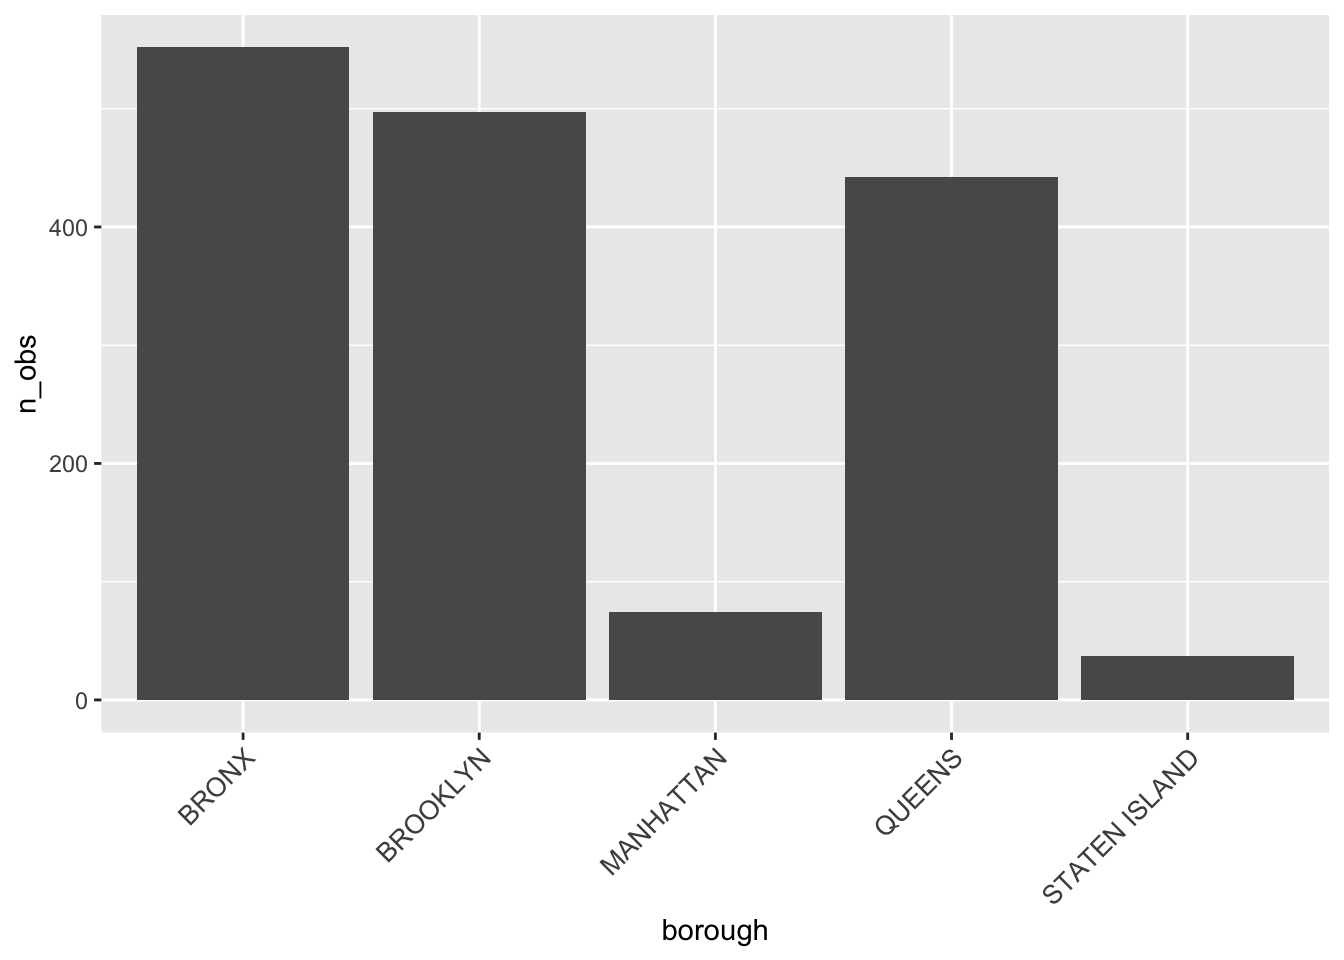 n_obs
400
200
0
BRONX
BROOKLYN
MANHATTAN
QUEENS
STATEN ISLAND
borough